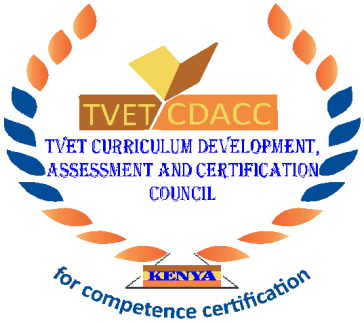 TVET CDACC
TVET CURRICULUM DEVELOPMENT,
ASSESSMENT AND CERTIFICATION
COUNCIL
KENYA
for competence certification